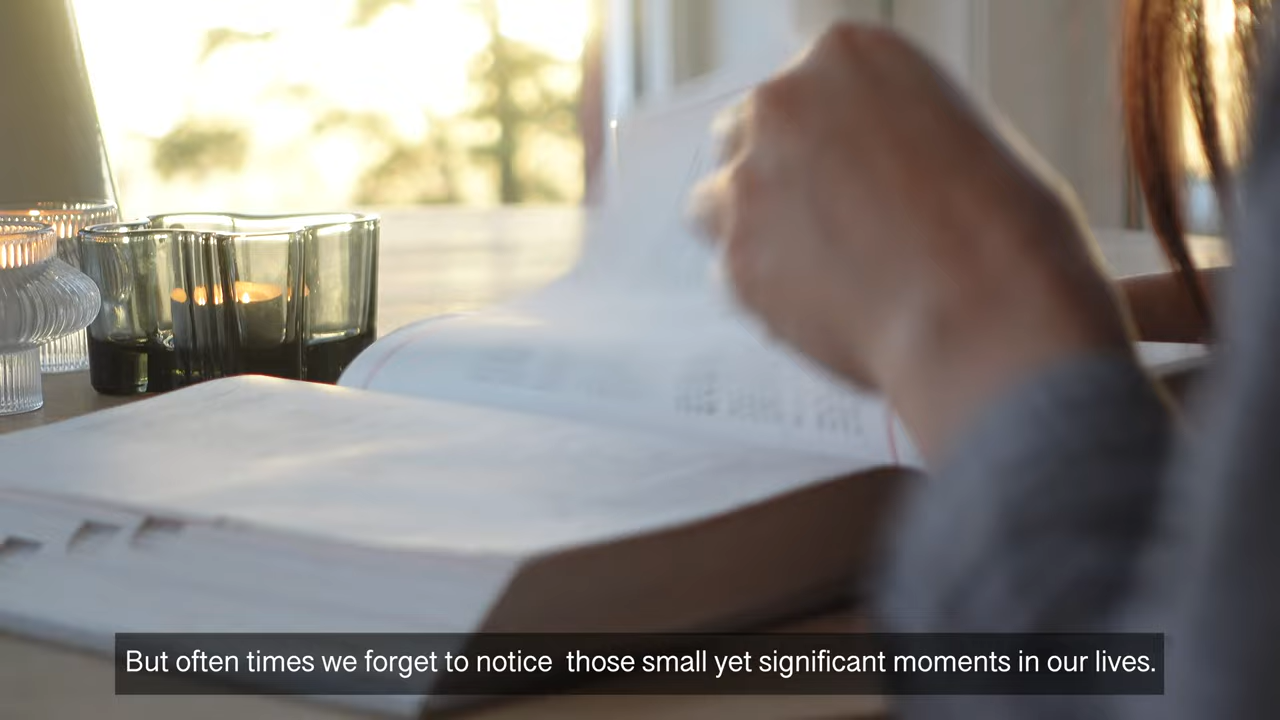 But often times we forget to notice  those small yet significant moments in our lives.